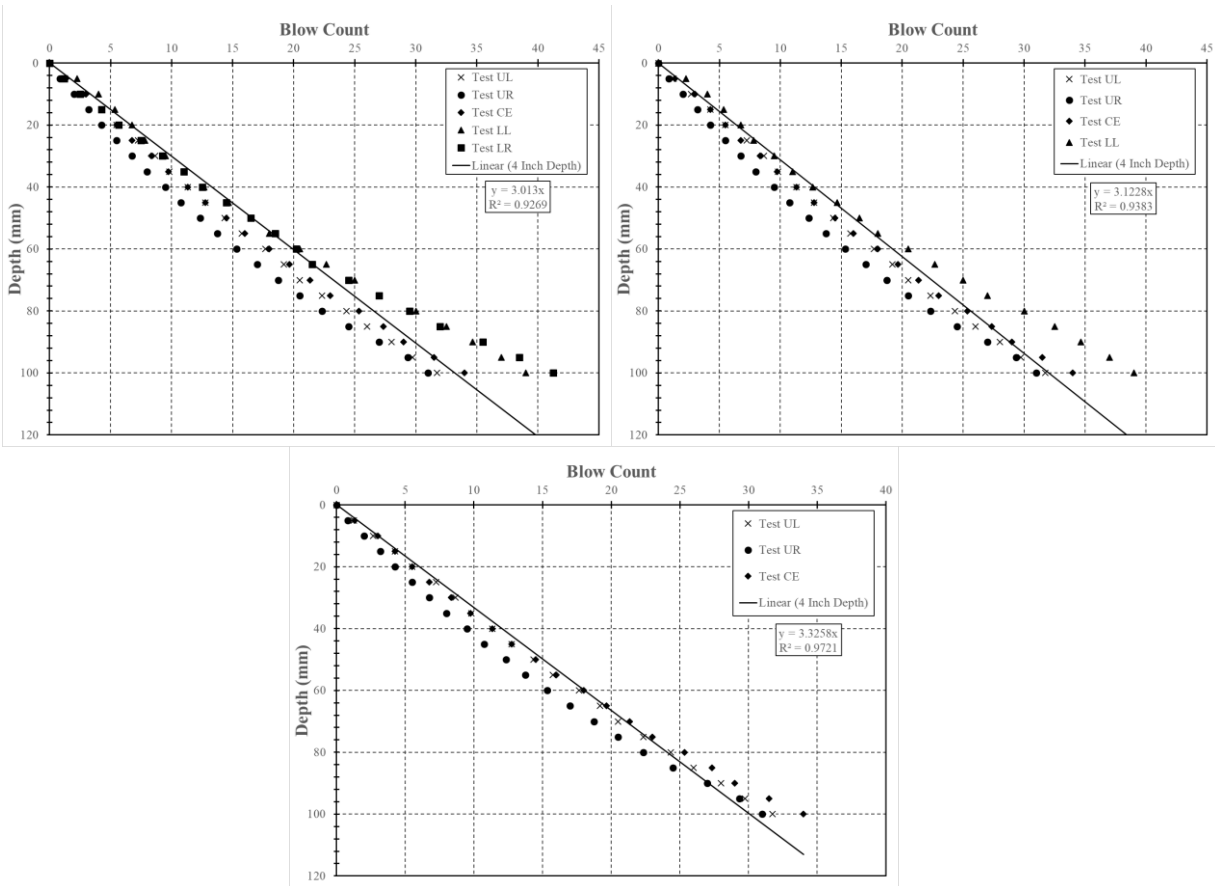 Blow Count
0 5 10 15 20 25 30 35 40 45
0
20
40
60
80
100
120
Depth (mm)
Test UL
Test UR
Test CE
Test LL
Test LR
Linear (4 Inch Depth)
y = 3.013x
R² = 0.9269
Blow Count
0 5 10 15 20 25 30 35 40 45
0
20
40
60
80
100
120
Depth (mm)
Test UL
Test UR
Test CE
Test LL
Linear (4 Inch Depth)
y = 3.1228x
R² = 0.9383
Blow Count
0 5 10 15 20 25 30 35 40
0
20
40
60
80
100
120
Depth (mm)
Test UL
Test UR
Test CE
Linear (4 Inch Depth)
y = 3.3258x
R² = 0.9721